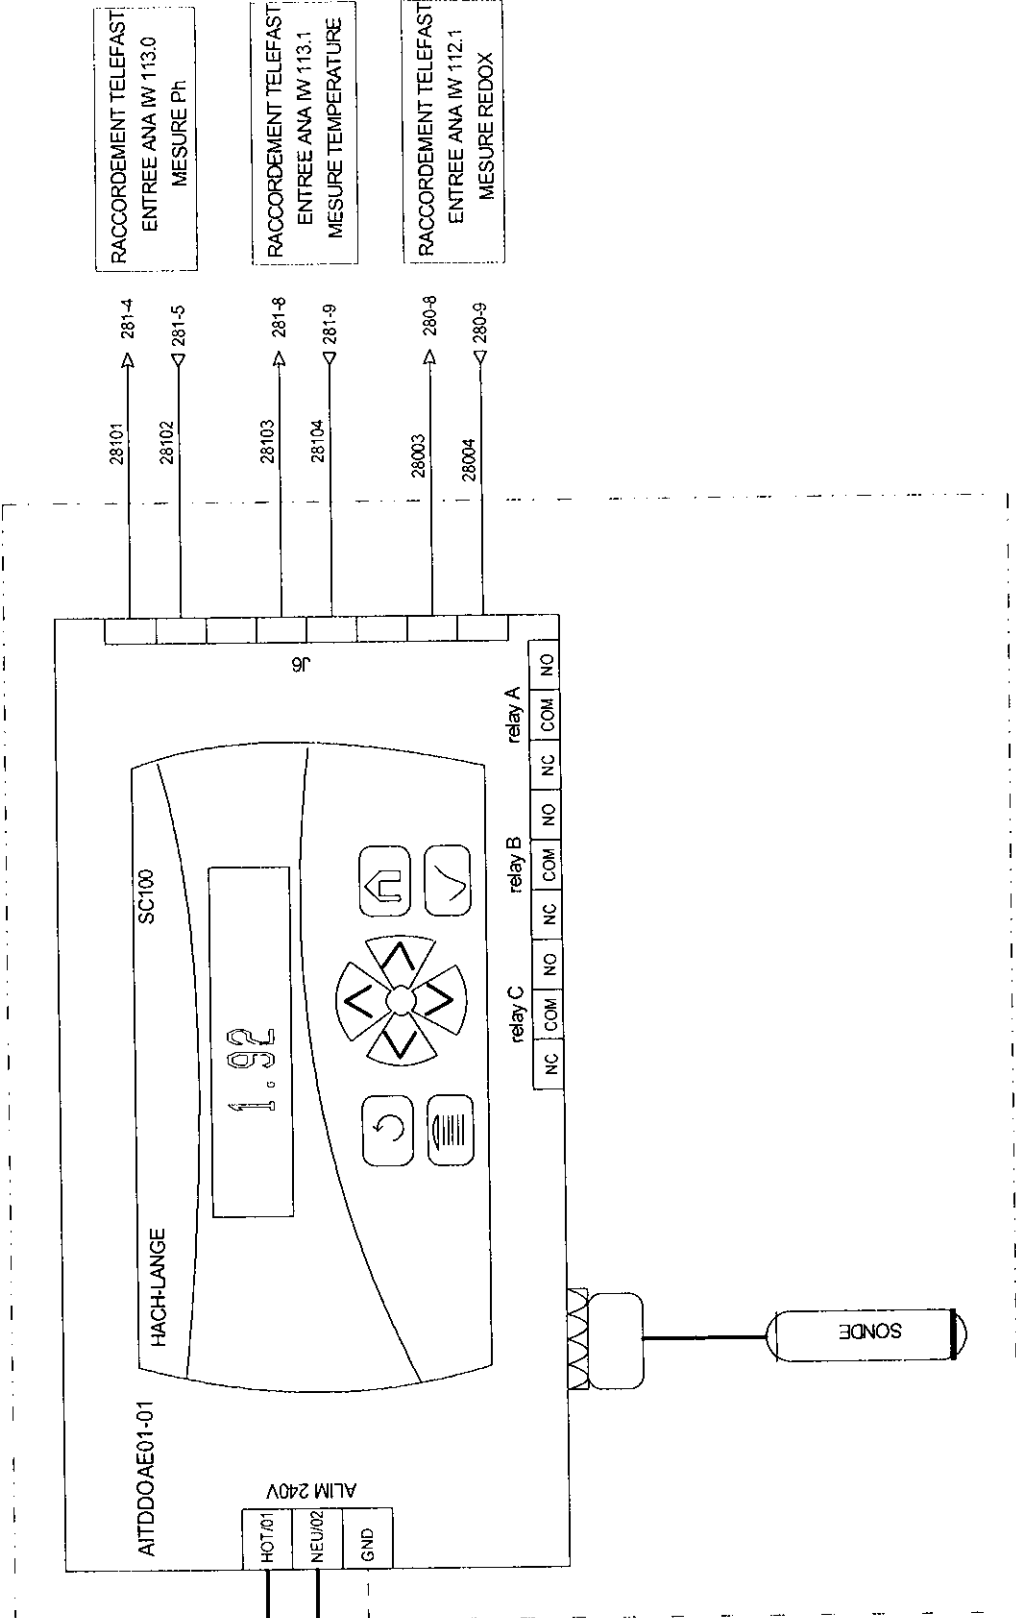 RACCORDEMENT TELEFAST
ENTREE ANA IW 113.0
MESURE Ph
RACCORDEMENT TELEFAST
ENTREE ANA IW 113.1
MESURE TEMPERATURE
RACCORDEMENT TELEFAST
ENTREE ANA IW 112.1
MESURE REDOX
281-4
281-5
281-8
281-9
280-8
280-9
28101
28102
28103
28104
28003
28004
J6
relay A
NC COM NO
relay B
NC COM NO
relay C
NC COM NO
SC100
HACH-LANGE
1.92
AITDDOAE01-01
ALIM 240V
HOT/01
NEU/02
GND
SONDE